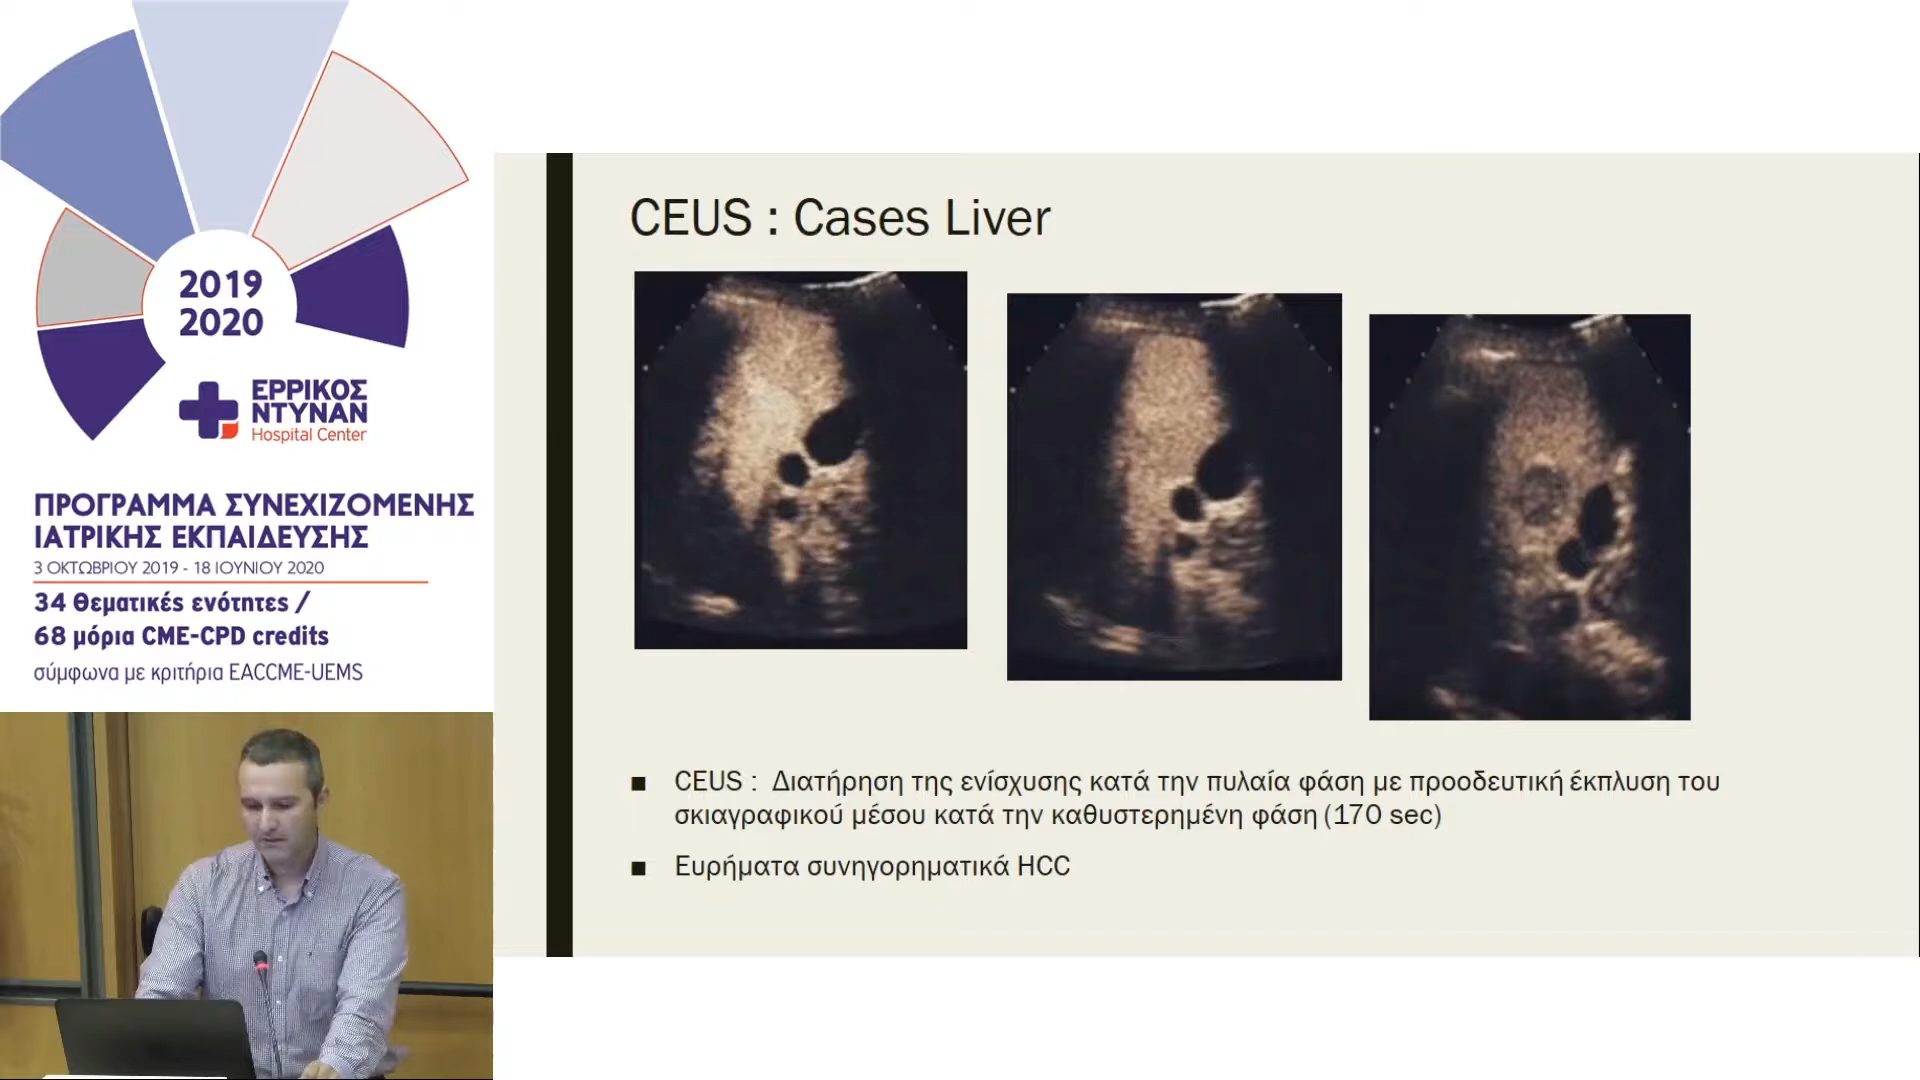 2019
2020
ΕΡΡΙΚΟΣ
ΝΤΥΝΑΝ
Hospital Center
ΠΡΟΓΡΑΜΜΑ ΣΥΝΕΧΙΖΟΜΕΝΗΣ
ΙΑΤΡΙΚΗΣ ΕΚΠΑΙΔΕΥΣΗΣ
3 ΟΚΤΩΒΡΙΟΥ 2019 - 18 ΙΟΥΝΙΟΥ 2020
34 Θεματικές ενότητες /
68 μόρια CME-CPD credits
σύμφωνα με κριτήρια EACCME-UEMS
CEUS : Cases Liver
■ CEUS : Διατήρηση της ενίσχυσης κατά την πυλαία φάση με προοδευτική έκπλυση του
σκιαγραφικού μέσου κατά την καθυστερημένη φάση (170 sec)
■ Ευρήματα συνηγορηματικά HCC